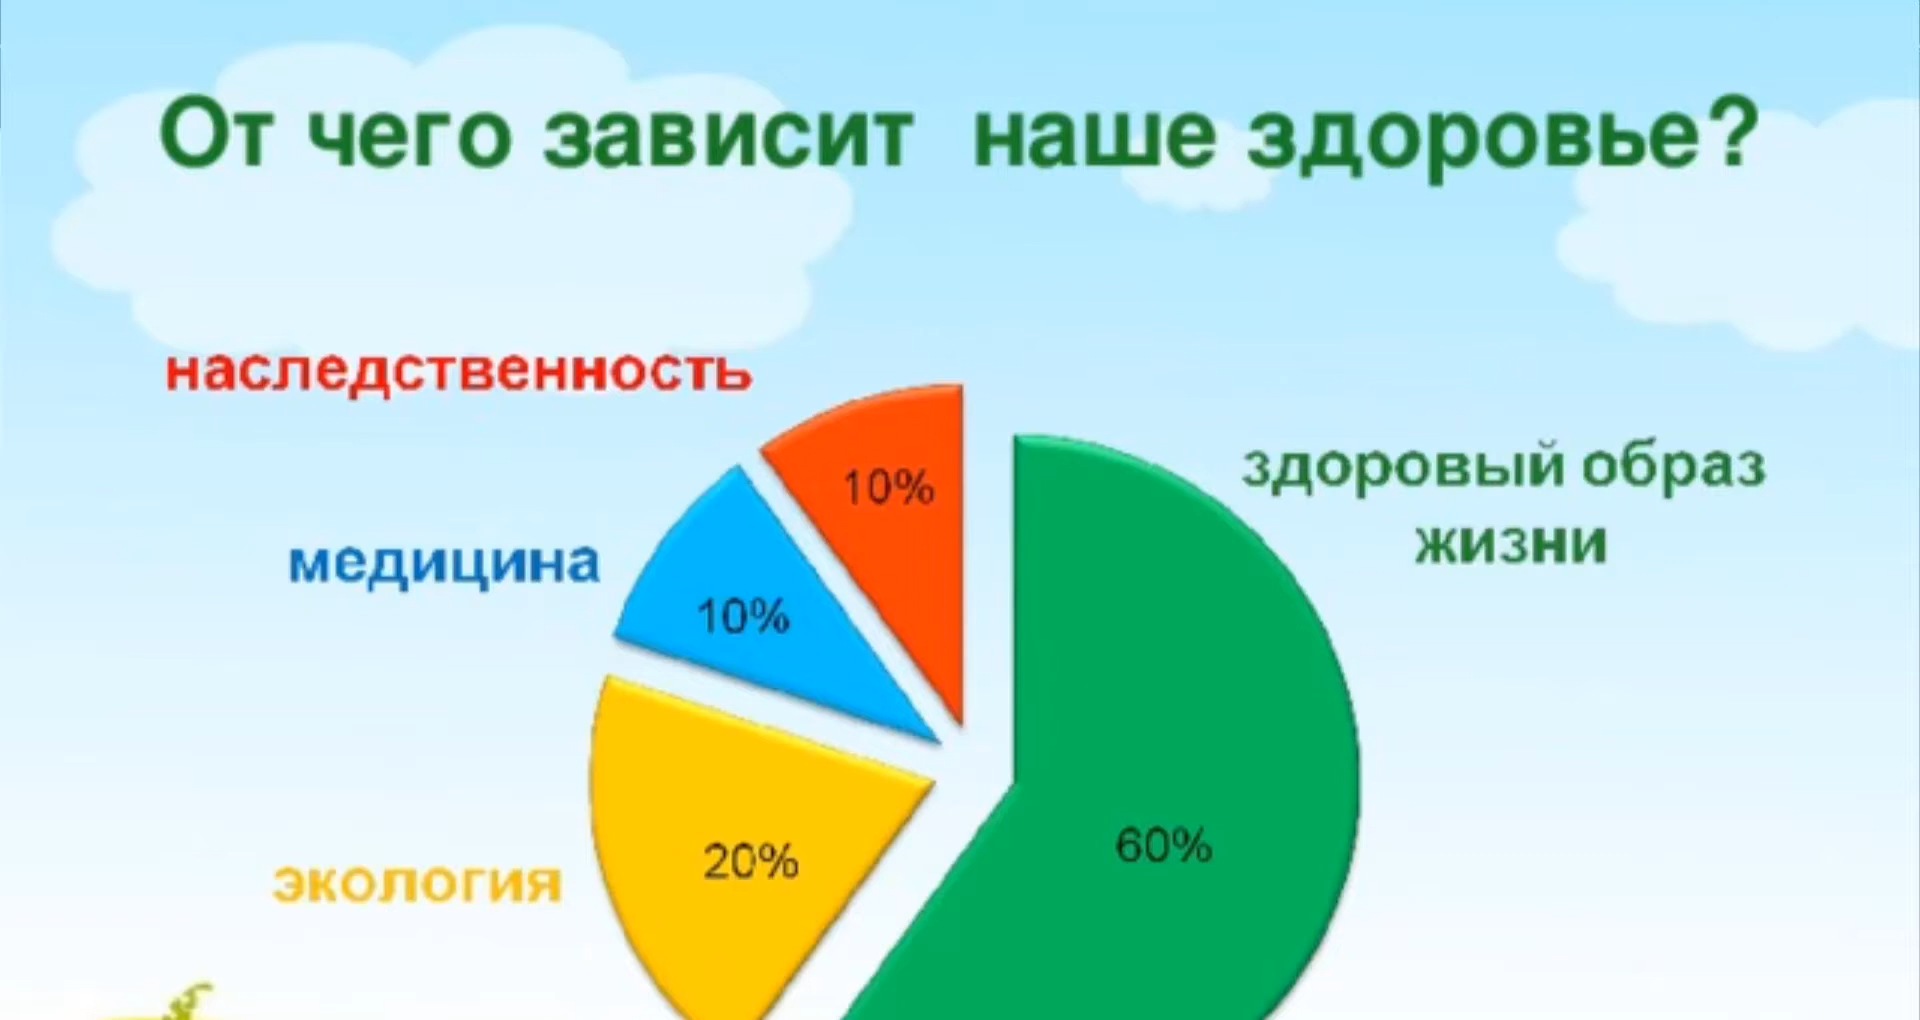 От чего зависит наше здоровье?
наследственность
10%
здоровый образ
жизни
медицина
10%
60%
20%
экология